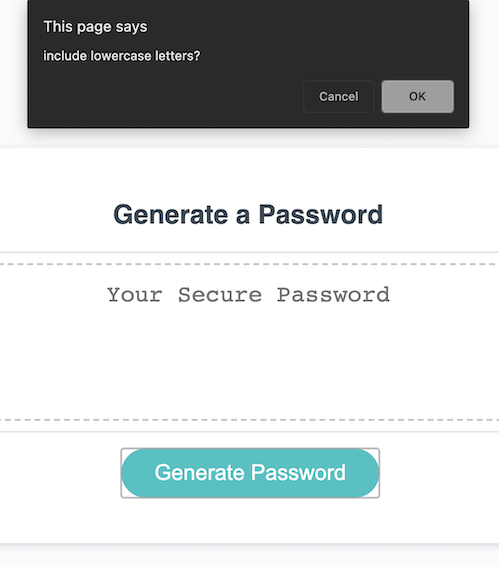 This page says
include lowercase letters?
Cancel OK
Generate a Password
Your Secure Password
Generate Password